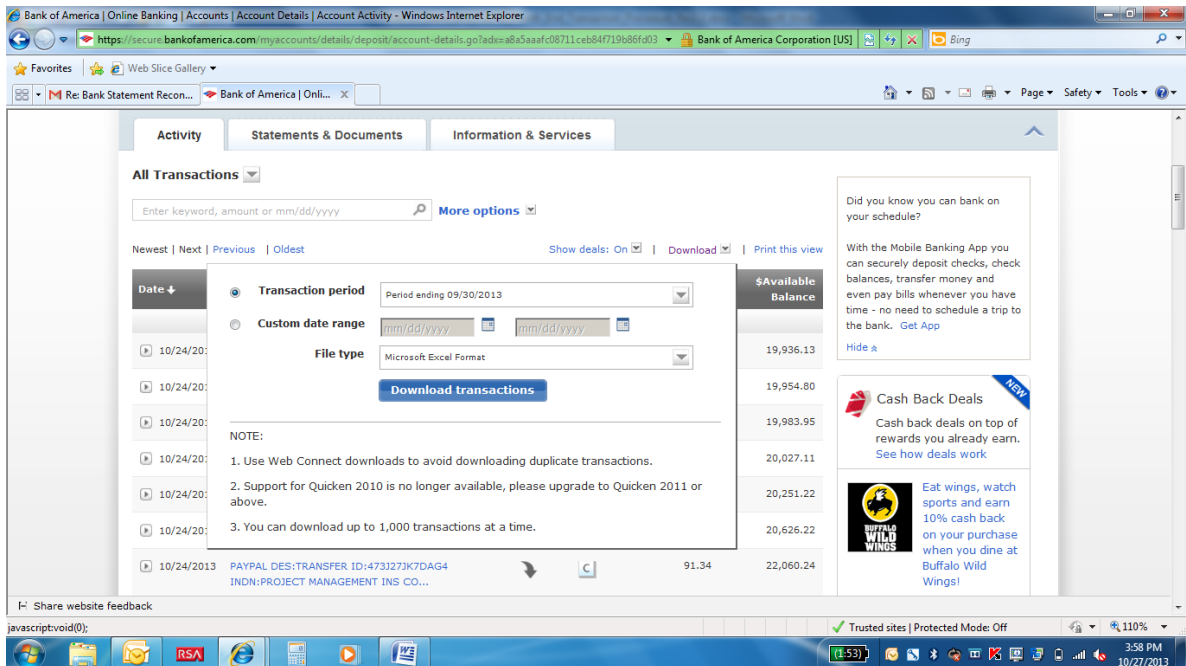 Bank of America | Online Banking | Accounts | Account Details | Account Activity - Windows Internet Explorer
https://secure.bankofamerica.com/myaccounts/details/deposit/account-details.go?adx=a8a5aaafc08711ceb84f719b86fd03
Bank of America Corporation [US]
Bing
Favorites
Web Slice Gallery
Re: Bank Statement Recon...
Bank of America | Onli...
Page Safety Tools
Activity Statements & Documents Information & Services
All Transactions
Enter keyword, amount or mm/dd/yyyy
More options
Newest | Next | Previous | Oldest
Show deals: On | Download | Print this view
Date
$Available
Balance
Transaction period
Period ending 09/30/2013
Custom date range
mm/dd/yyyy mm/dd/yyyy
File type
Microsoft Excel Format
Download transactions
NOTE:
1. Use Web Connect downloads to avoid downloading duplicate transactions.
2. Support for Quicken 2010 is no longer available, please upgrade to Quicken 2011 or
above.
3. You can download up to 1,000 transactions at a time.
10/24/201 19,936.13
10/24/201 19,954.80
10/24/201 19,983.95
10/24/201 20,027.11
10/24/201 20,251.22
10/24/201 20,626.22
10/24/2013 PAYPAL DES:TRANSFER ID:473J27JK7DAG4 C 91.34 22,060.24
INDN:PROJECT MANAGEMENT INS CO...
Did you know you can bank on
your schedule?
With the Mobile Banking App you
can securely deposit checks, check
balances, transfer money and
even pay bills whenever you have
time - no need to schedule a trip to
the bank. Get App
Hide
NEW
Cash Back Deals
Cash back deals on top of
rewards you already earn.
See how deals work
BUFFALO
WILD
WINGS
Eat wings, watch
sports and earn
10% cash back
on your purchase
when you dine at
Buffalo Wild
Wings!
Share website feedback
javascript:void(0);
Trusted sites | Protected Mode: Off
110%
RSA
(1:53)
3:58 PM
10/27/2013